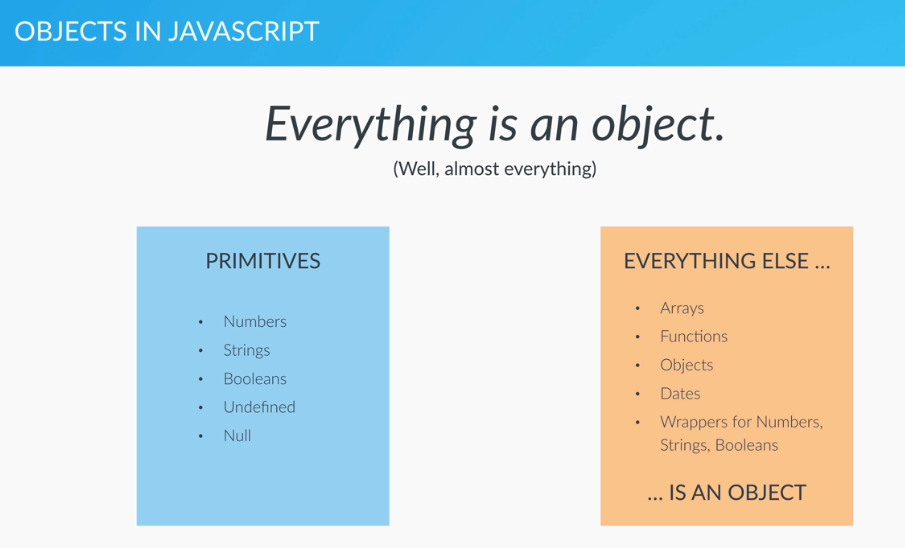 OBJECTS IN JAVASCRIPT
Everything is an object.
(Well, almost everything)
PRIMITIVES
• Numbers
• Strings
• Booleans
• Undefined
• Null
EVERYTHING ELSE ...
• Arrays
• Functions
• Objects
• Dates
• Wrappers for Numbers,
Strings, Booleans
... IS AN OBJECT